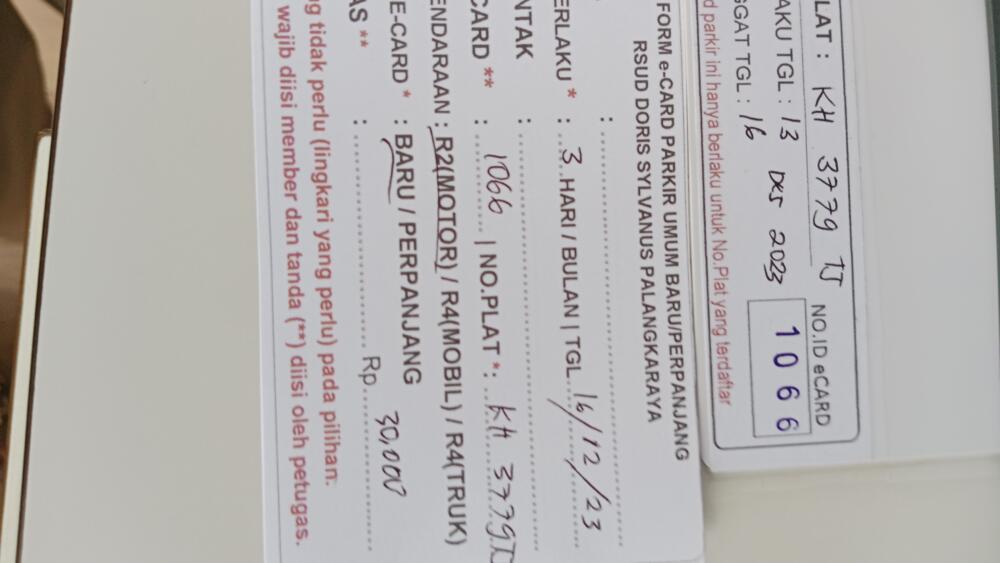 LAT : KH 3779 TJ
AKU TGL : 13 Des 2023
GGAT TGL : 16
NO.ID eCARD
1066
d parkir ini hanya berlaku untuk No.Plat yang terdaftar
FORM e-CARD PARKIR UMUM BARU/PERPANJANG
RSUD DORIS SYLVANUS PALANGKARAYA
:
ERLAKU * : 3 HARI / BULAN | TGL 16/12/23
NTAK :
CARD ** : 1066 | NO.PLAT * : KH 3779 TJ
ENDARAAN : R2(MOTOR) / R4(MOBIL) / R4(TRUK)
E-CARD * : BARU / PERPANJANG
AS ** : Rp 30,000
g tidak perlu (lingkari yang perlu) pada pilihan.
wajib diisi member dan tanda (**) diisi oleh petugas.